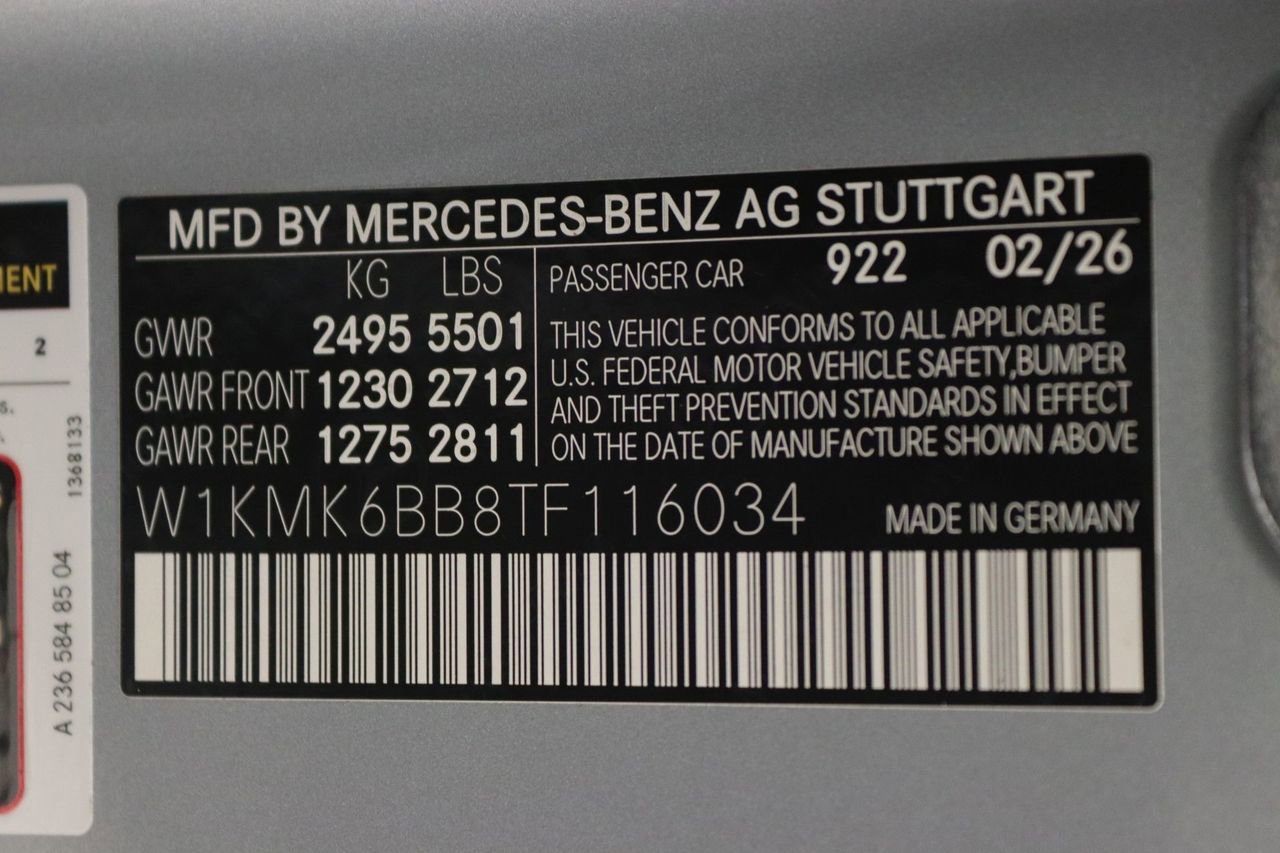 MFD BY MERCEDES-BENZ AG STUTTGART
KG LBS
GVWR 2495 5501
GAWR FRONT 1230 2712
GAWR REAR 1275 2811
PASSENGER CAR 922 02/26
THIS VEHICLE CONFORMS TO ALL APPLICABLE
U.S. FEDERAL MOTOR VEHICLE SAFETY,BUMPER
AND THEFT PREVENTION STANDARDS IN EFFECT
ON THE DATE OF MANUFACTURE SHOWN ABOVE
W1KMK6BB8TF116034
MADE IN GERMANY
2
1368133
A 236 584 85 04